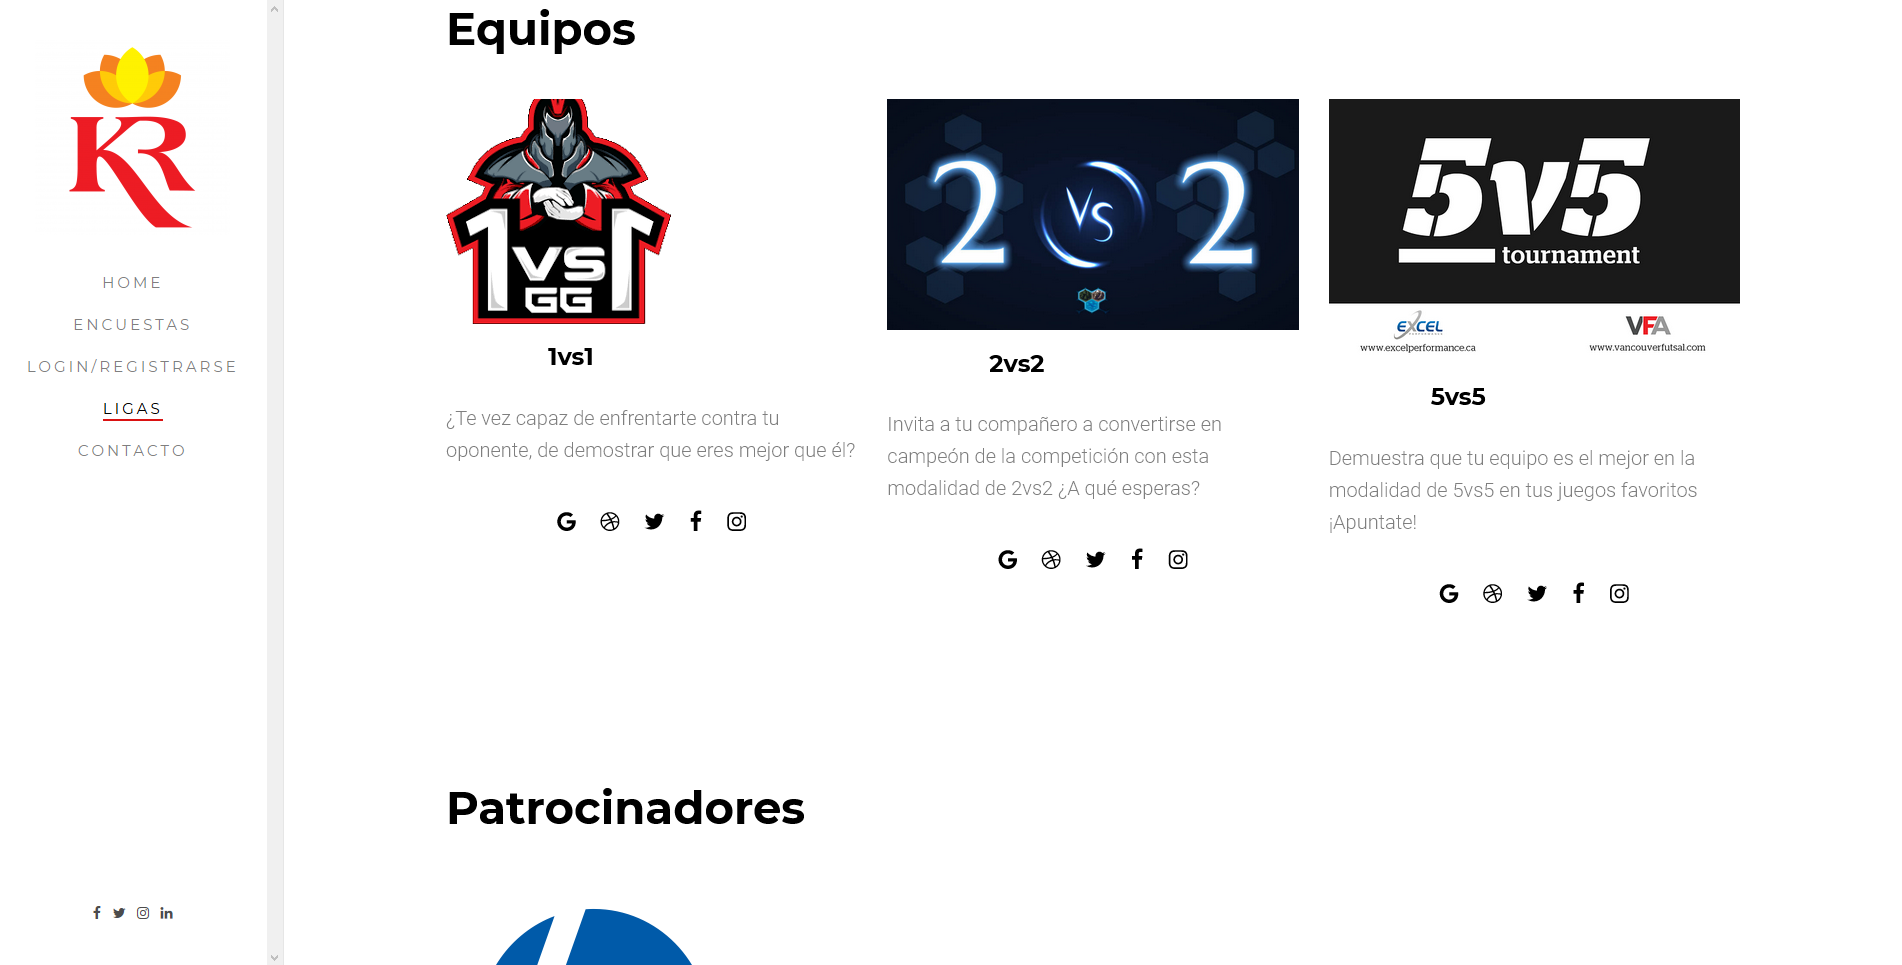 KR
HOME
ENCUESTAS
LOGIN/REGISTRARSE
LIGAS
CONTACTO
Equipos
1 VS 1
GG
1vs1
¿Te vez capaz de enfrentarte contra tu
oponente, de demostrar que eres mejor que él?
2 VS 2
2vs2
Invita a tu compañero a convertirse en
campeón de la competición con esta
modalidad de 2vs2 ¿A qué esperas?
5v5
tournament
EXCEL
www.excelperformance.ca
VFA
www.vancouverfutsal.com
5vs5
Demuestra que tu equipo es el mejor en la
modalidad de 5vs5 en tus juegos favoritos
¡Apuntate!
Patrocinadores